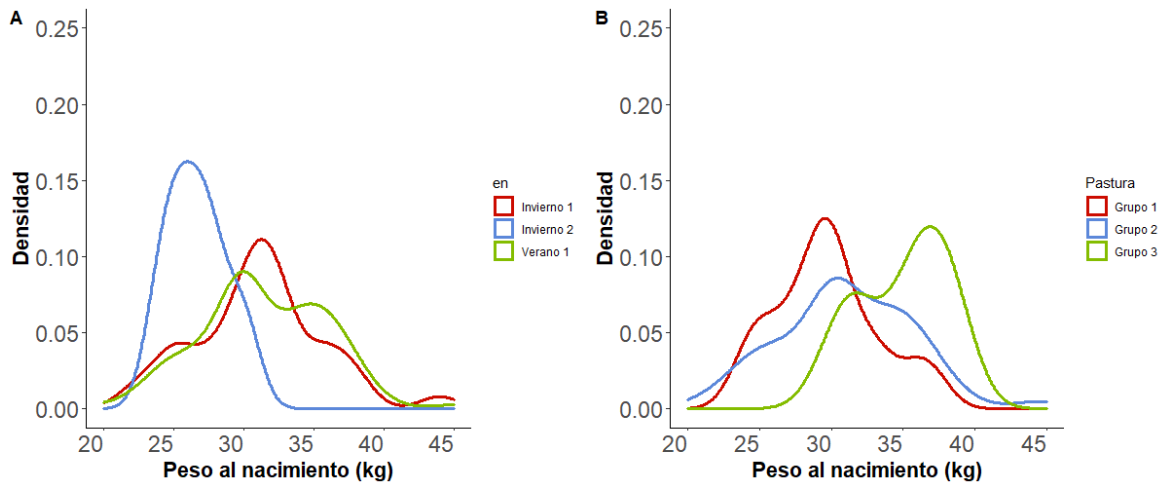 A
0.25
0.20
0.15
0.10
0.05
0.00
Densidad
20 25 30 35 40 45
Peso al nacimiento (kg)
en
Invierno 1
Invierno 2
Verano 1
B
0.25
0.20
0.15
0.10
0.05
0.00
Densidad
20 25 30 35 40 45
Peso al nacimiento (kg)
Pastura
Grupo 1
Grupo 2
Grupo 3